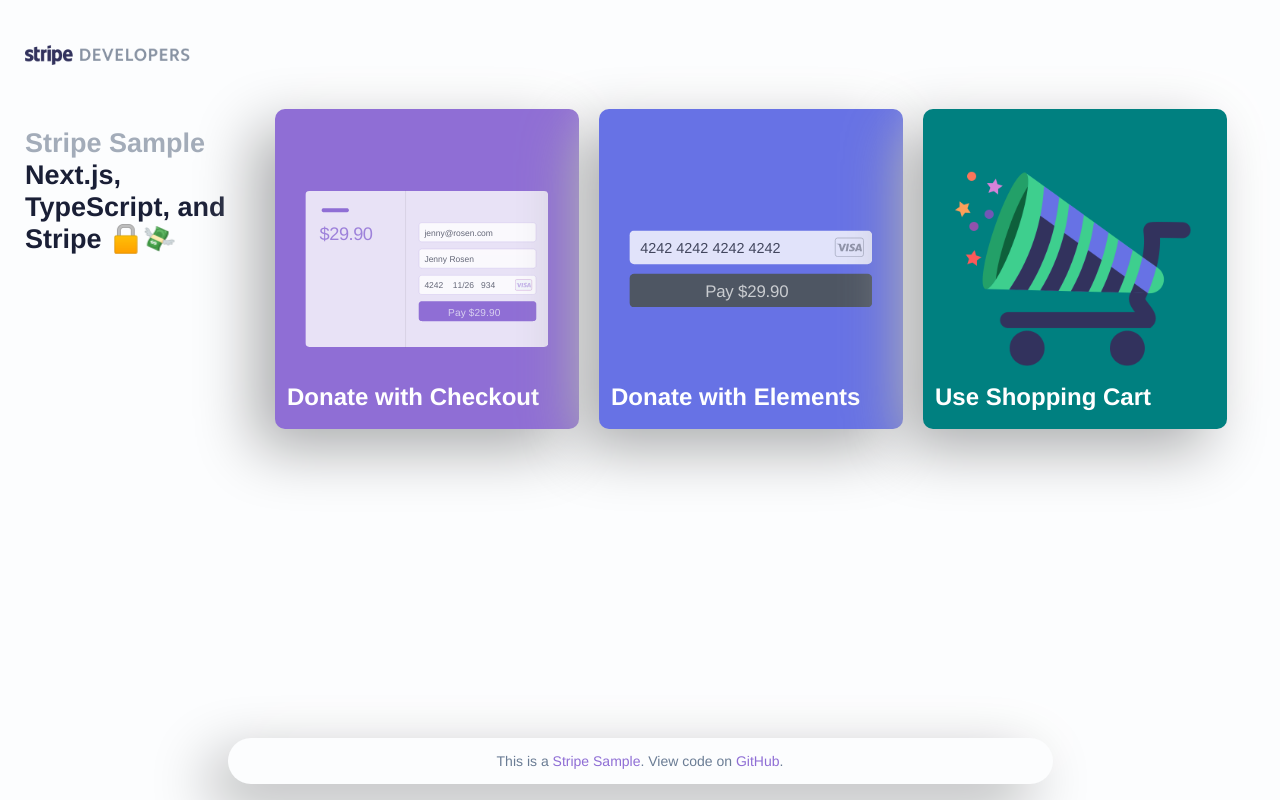 stripe DEVELOPERS
Stripe Sample
Next.js,
TypeScript, and
Stripe 🔒💸
$29.90
jenny@rosen.com
Jenny Rosen
4242 11/26 934 VISA
Pay $29.90
Donate with Checkout
4242 4242 4242 4242 VISA
Pay $29.90
Donate with Elements
Use Shopping Cart
This is a Stripe Sample. View code on GitHub.